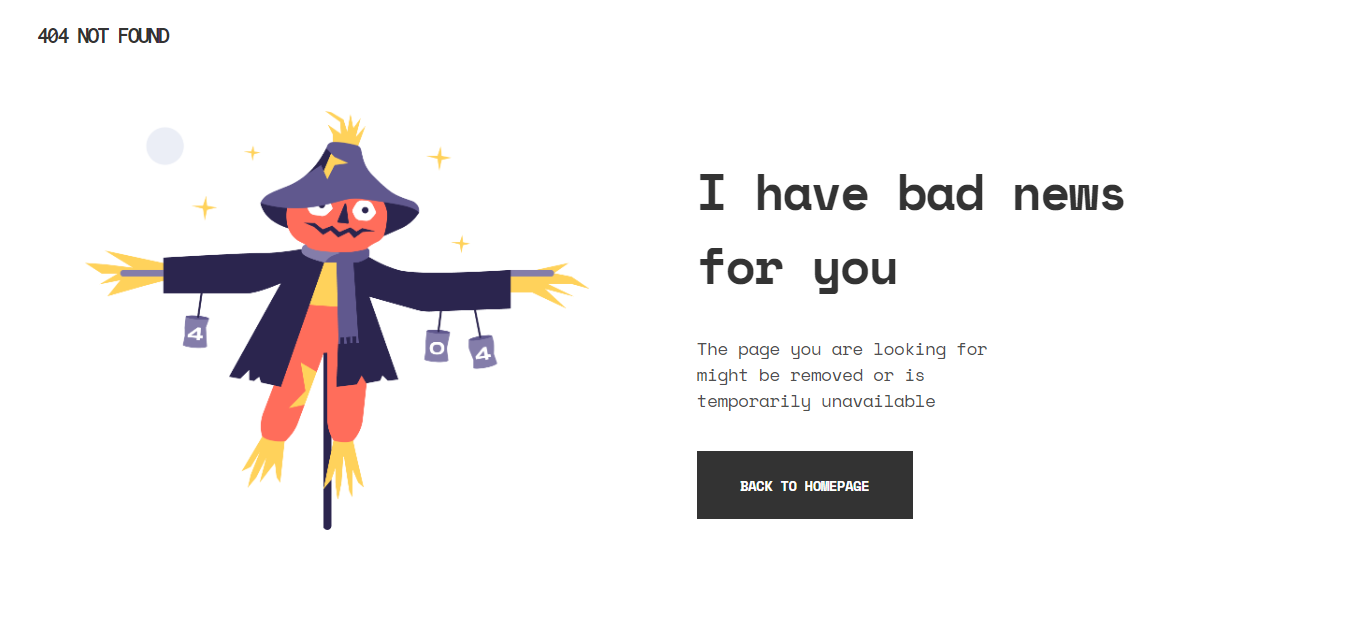 404 NOT FOUND
I have bad news
for you
The page you are looking for
might be removed or is
temporarily unavailable
BACK TO HOMEPAGE
4
0
4